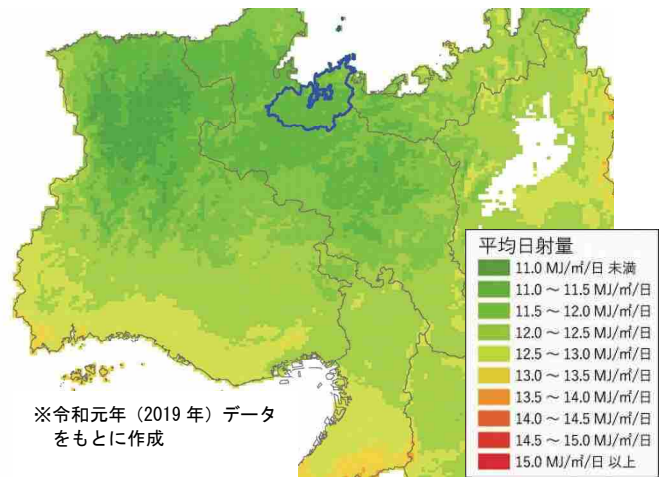 平均日射量
11.0 MJ/㎡/日 未満
11.0 ～ 11.5 MJ/㎡/日
11.5 ～ 12.0 MJ/㎡/日
12.0 ～ 12.5 MJ/㎡/日
12.5 ～ 13.0 MJ/㎡/日
13.0 ～ 13.5 MJ/㎡/日
13.5 ～ 14.0 MJ/㎡/日
14.0 ～ 14.5 MJ/㎡/日
14.5 ～ 15.0 MJ/㎡/日
15.0 MJ/㎡/日 以上
※令和元年（2019 年）データ
をもとに作成